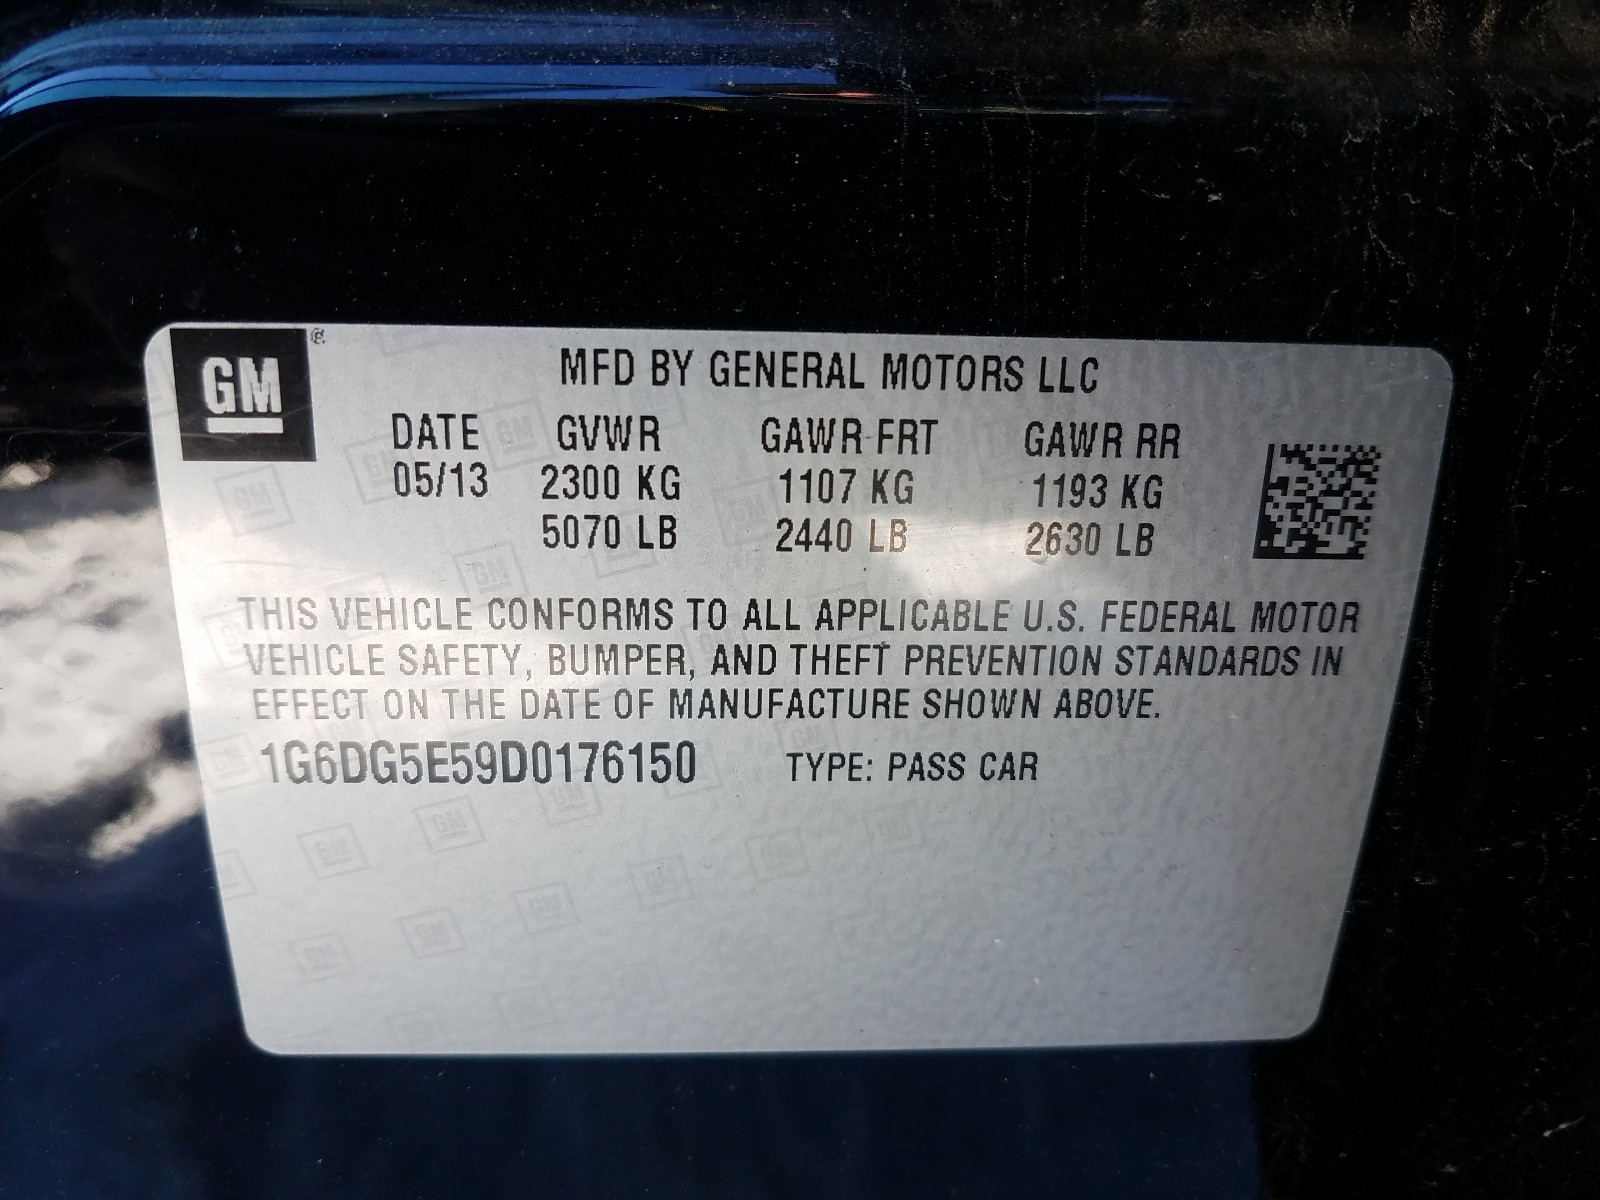 GM
MFD BY GENERAL MOTORS LLC
DATE GVWR GAWR FRT GAWR RR
05/13 2300 KG 1107 KG 1193 KG
5070 LB 2440 LB 2630 LB
THIS VEHICLE CONFORMS TO ALL APPLICABLE U.S. FEDERAL MOTOR
VEHICLE SAFETY, BUMPER, AND THEFT PREVENTION STANDARDS IN
EFFECT ON THE DATE OF MANUFACTURE SHOWN ABOVE.
1G6DG5E59D0176150 TYPE: PASS CAR